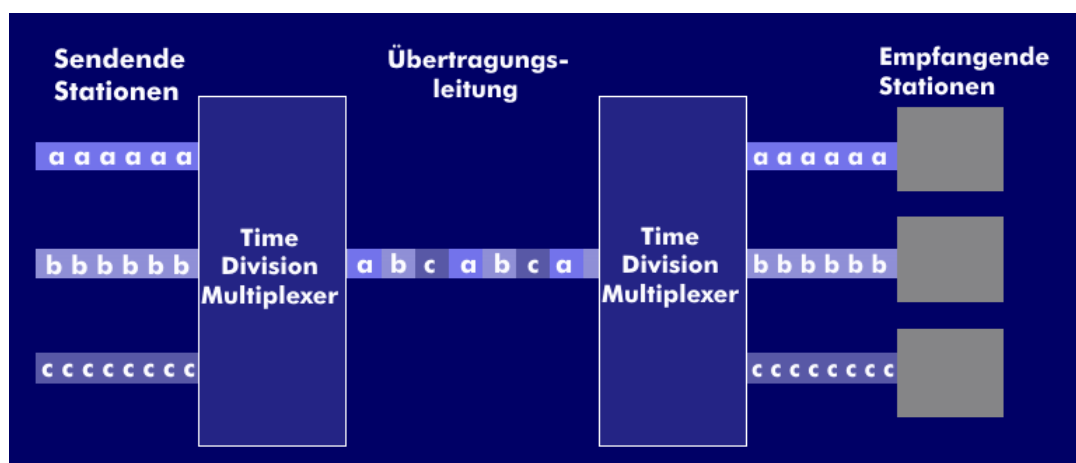 Sendende
Stationen
Übertragungs-
leitung
Empfangende
Stationen
a a a a a a
a a a a a a
Time
Division
Multiplexer
Time
Division
Multiplexer
b b b b b b
a b c a b c a
b b b b b b
c c c c c c c c
c c c c c c c c